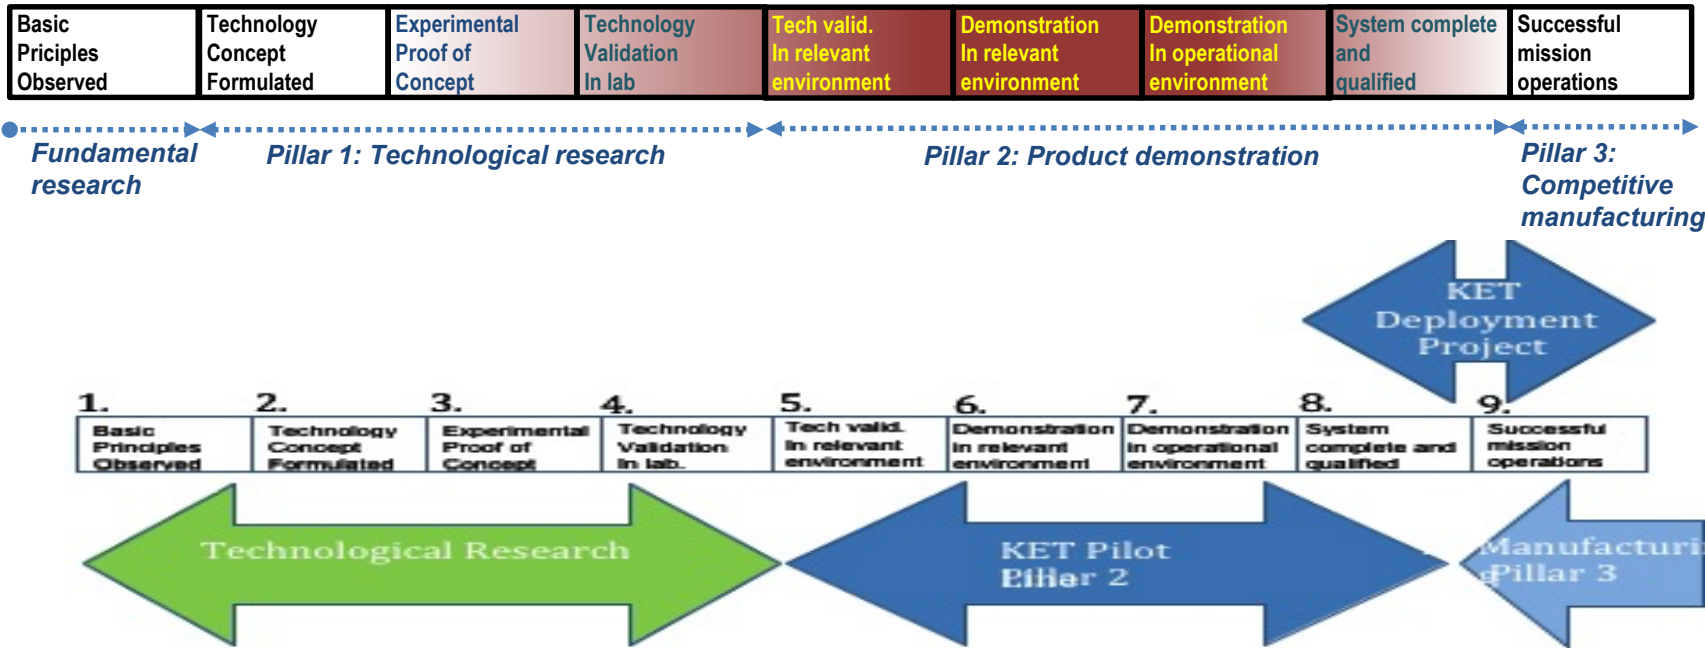 Basic
Priciples
Observed
Technology
Concept
Formulated
Experimental
Proof of
Concept
Technology
Validation
In lab
Tech valid.
In relevant
environment
Demonstration
In relevant
environment
Demonstration
In operational
environment
System complete
and
qualified
Successful
mission
operations
Fundamental
research
Pillar 1: Technological research
Pillar 2: Product demonstration
Pillar 3:
Competitive
manufacturing
KET
Deployment
Project
1.
Basic
Principles
Observed
2.
Technology
Concept
Formulated
3.
Experimental
Proof of
Concept
4.
Technology
Validation
In lab.
5.
Tech valid.
In relevant
environment
6.
Demonstration
in relevant
environment
7.
Demonstration
in operational
environment
8.
System
complete and
qualified
9.
Successful
mission
operations
Technological Research
KET Pilot
Pillar 2
Manufacturi
Pillar 3